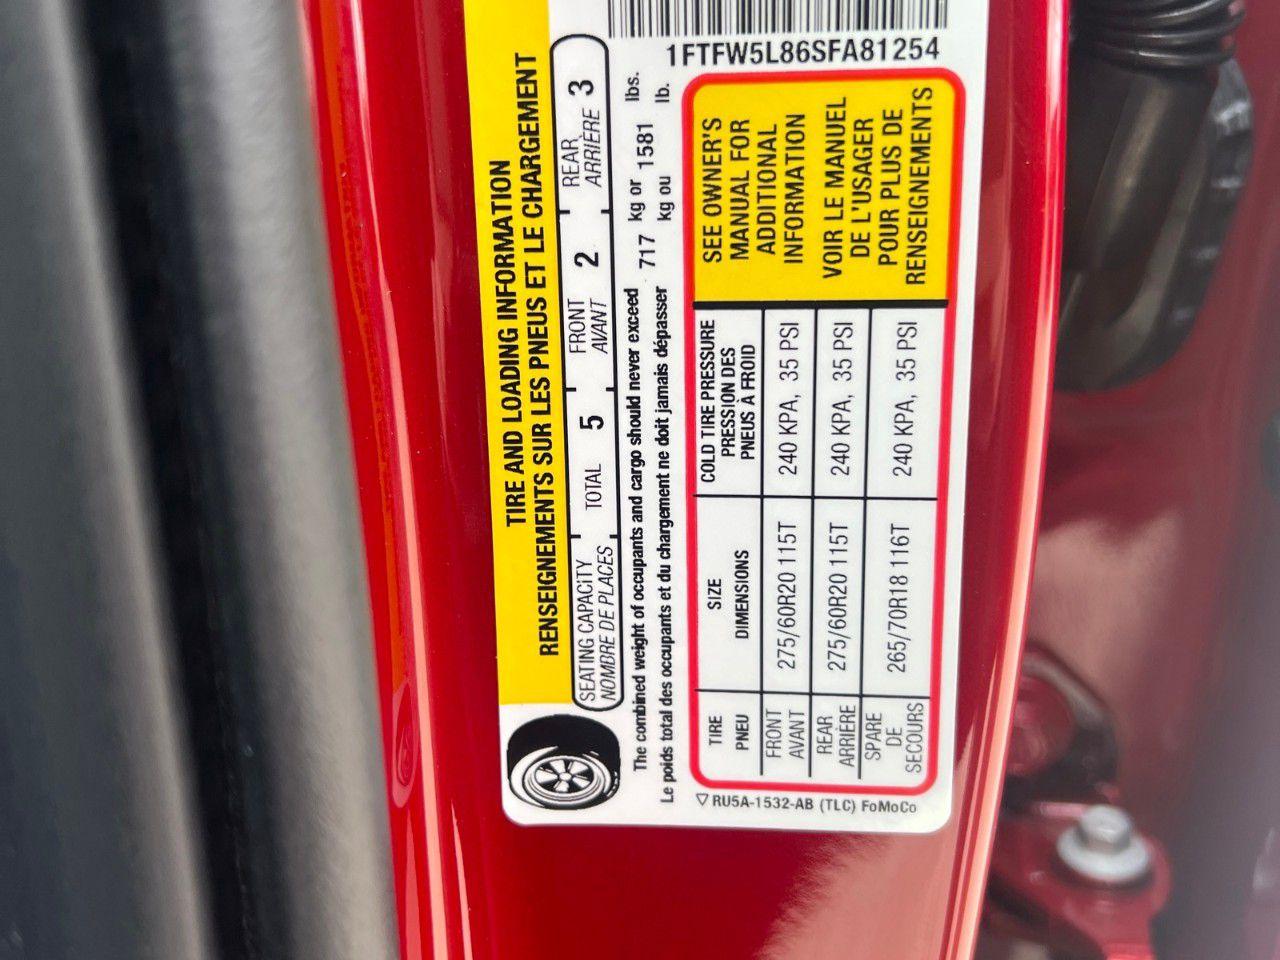 1FTFW5L86SFA81254
TIRE AND LOADING INFORMATION
RENSEIGNEMENTS SUR LES PNEUS ET LE CHARGEMENT
SEATING CAPACITY
NOMDRE DE PLACES
TOTAL 5
FRONT
AVANT
2
REAR
ARRIÈRE
3
The combined weight of occupants and cargo should never exceed 717 kg or 1581 lbs.
Le poids total des occupants et du chargement ne doit jamais dépasser kg ou lb.
TIRE
PNEU
SIZE
DIMENSIONS
COLD TIRE PRESSURE
PRESSION DES
PNEUS À FROID
FRONT
AVANT
275/60R20 115T
240 KPA, 35 PSI
REAR
ARRIÈRE
275/60R20 115T
240 KPA, 35 PSI
SPARE
DE
SECOURS
265/70R18 116T
240 KPA, 35 PSI
SEE OWNER'S
MANUAL FOR
ADDITIONAL
INFORMATION
VOIR LE MANUEL
DE L'USAGER
POUR PLUS DE
RENSEIGNEMENTS
RU5A-1532-AB (TLC) FoMoCo